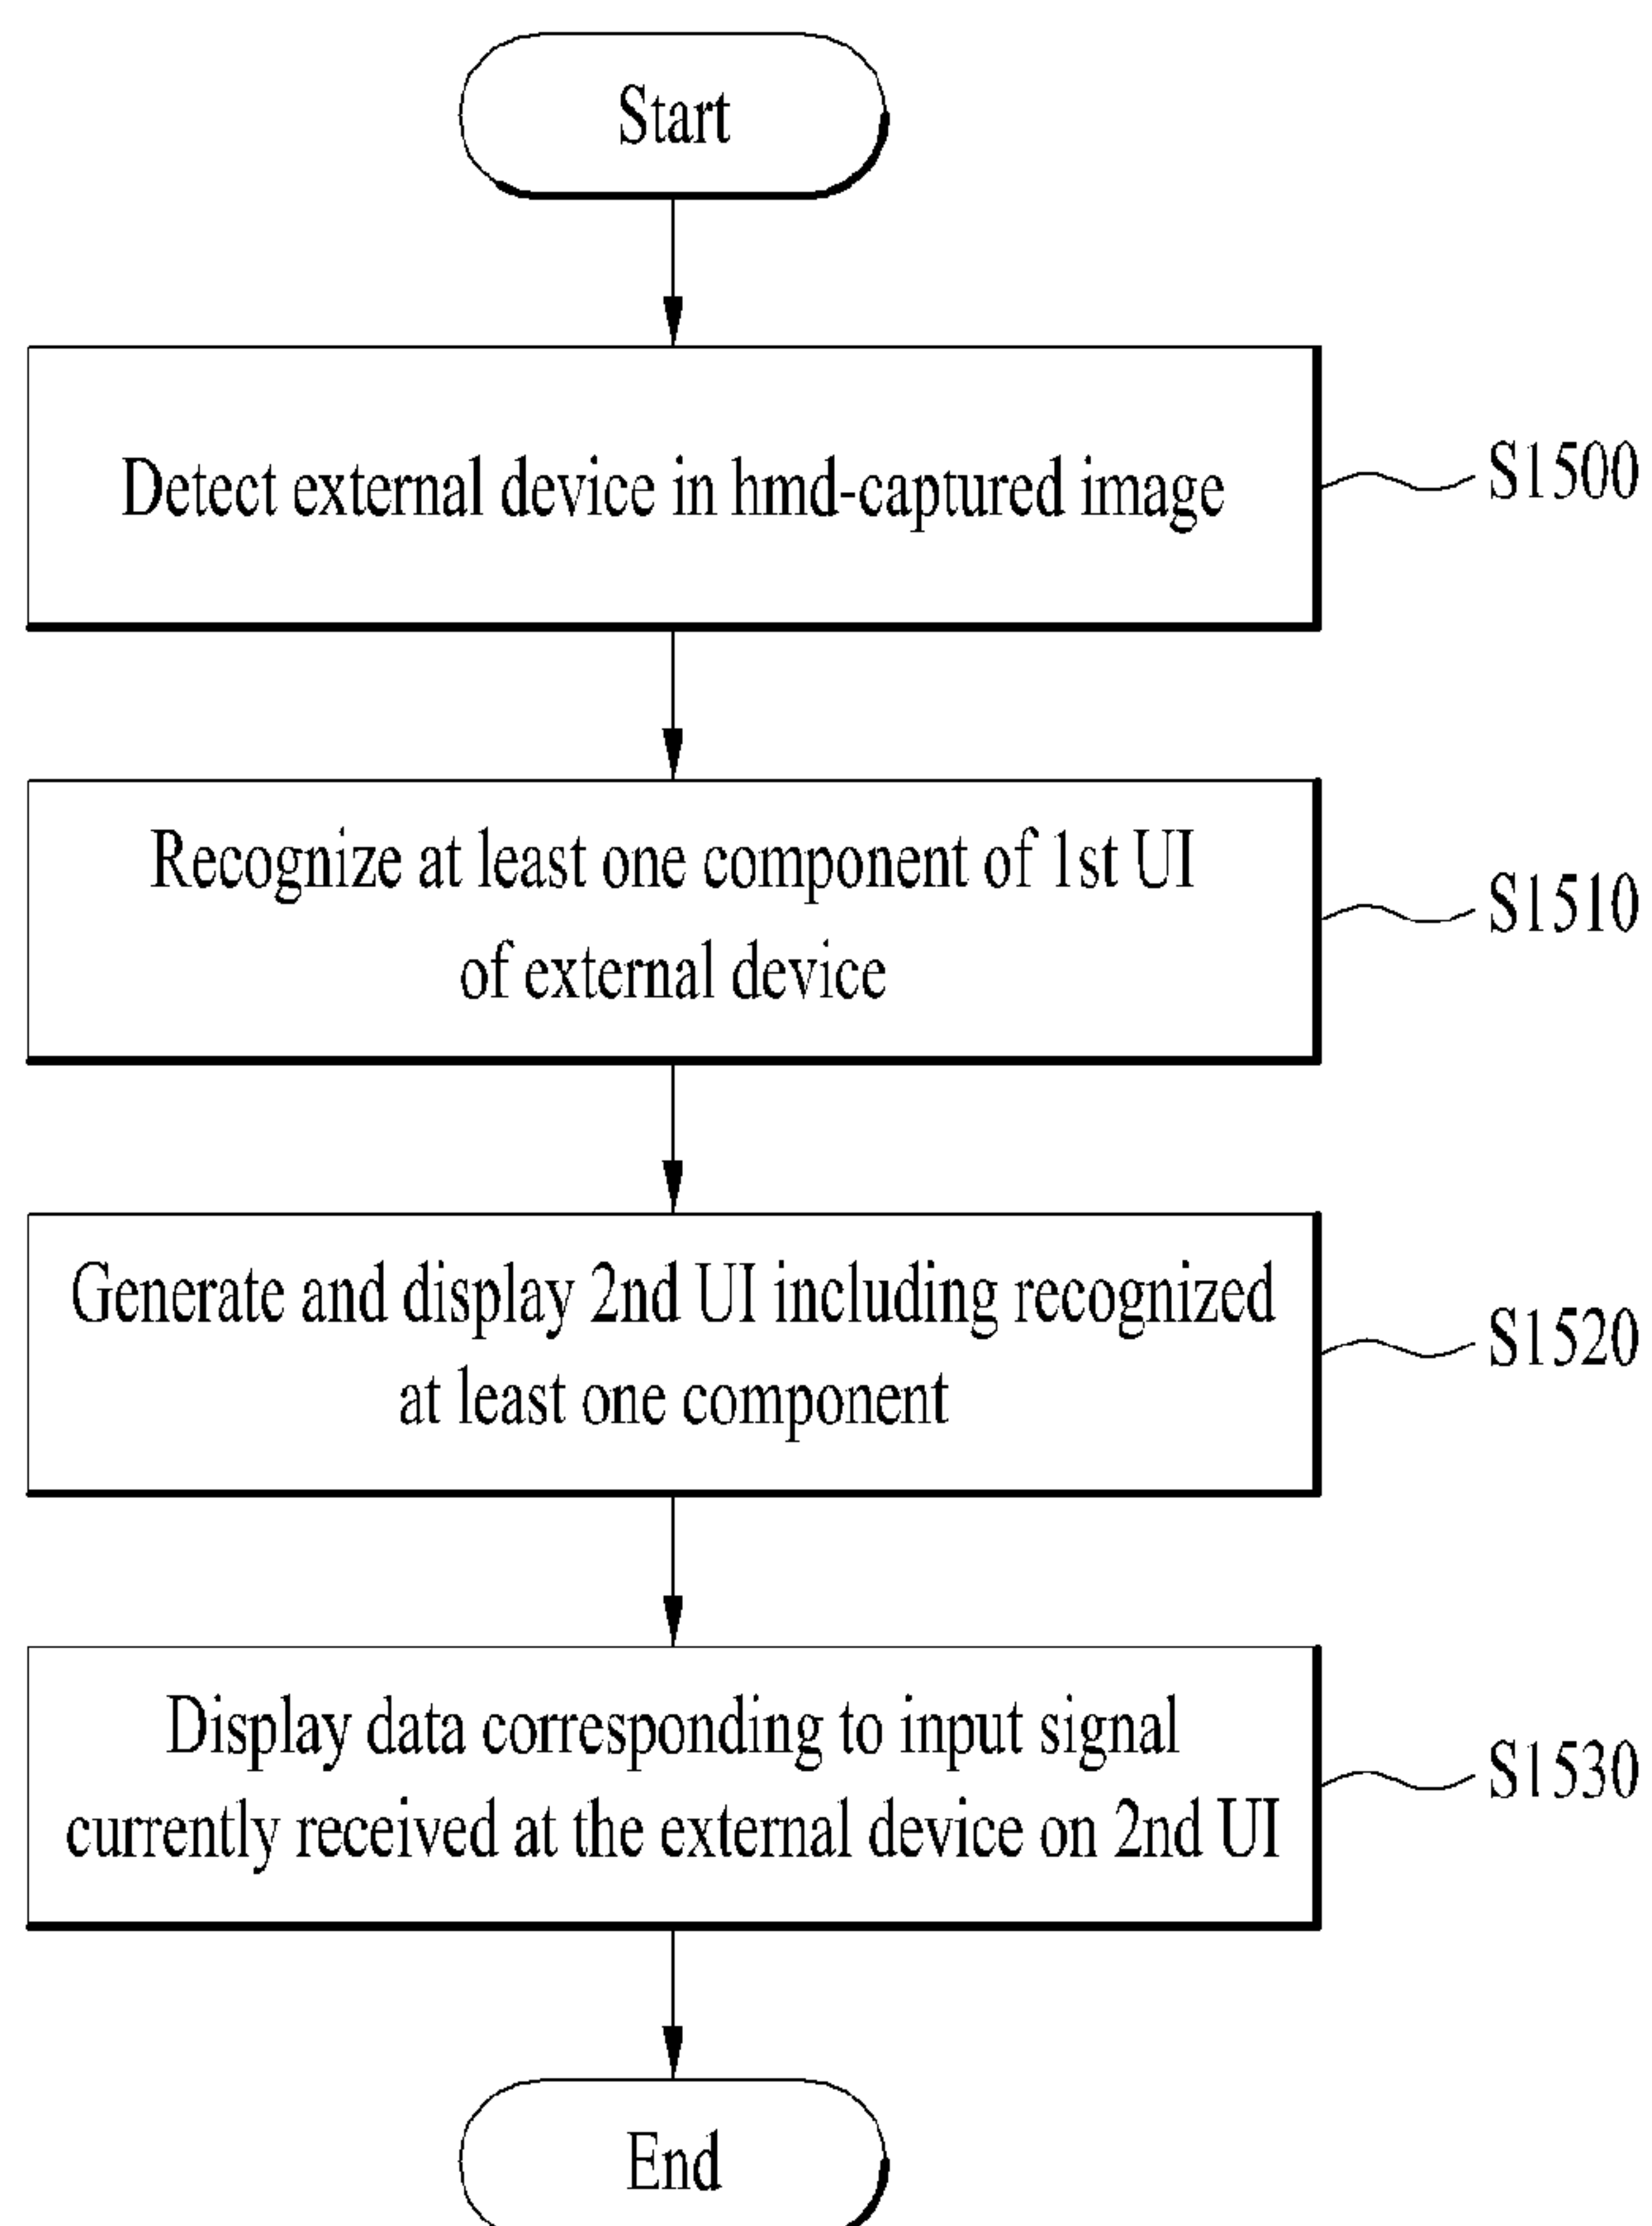 Start
Detect external device in hmd-captured image
S1500
Recognize at least one component of 1st UI
of external device
S1510
Generate and display 2nd UI including recognized
at least one component
S1520
Display data corresponding to input signal
currently received at the external device on 2nd UI
S1530
End